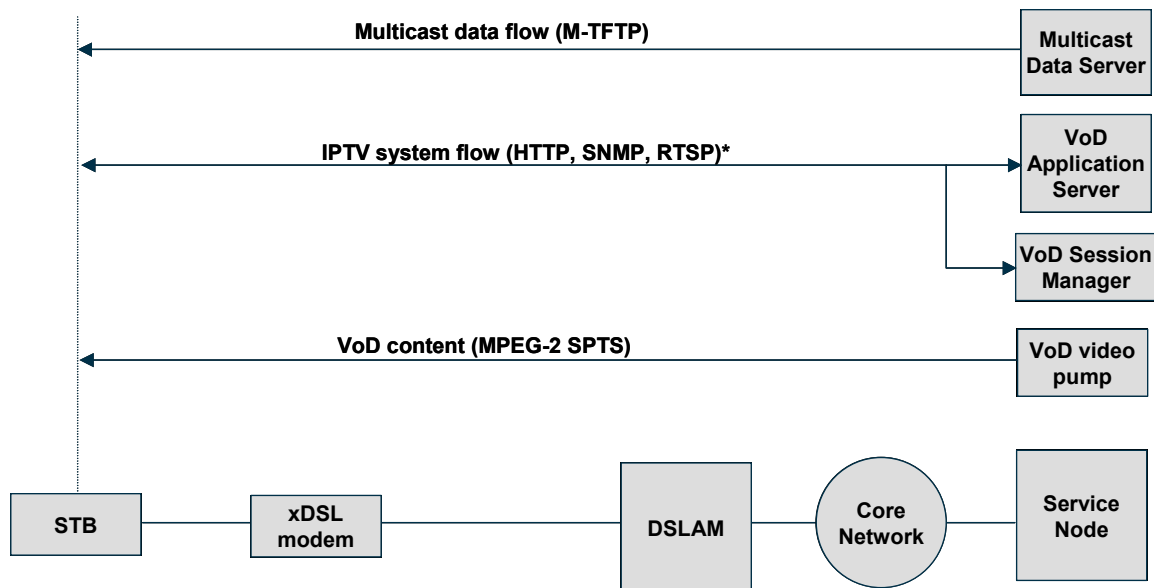 Multicast data flow (M-TFTP)
Multicast
Data Server
IPTV system flow (HTTP, SNMP, RTSP)*
VoD
Application
Server
VoD Session
Manager
VoD content (MPEG-2 SPTS)
VoD video
pump
STB
xDSL
modem
DSLAM
Core
Network
Service
Node